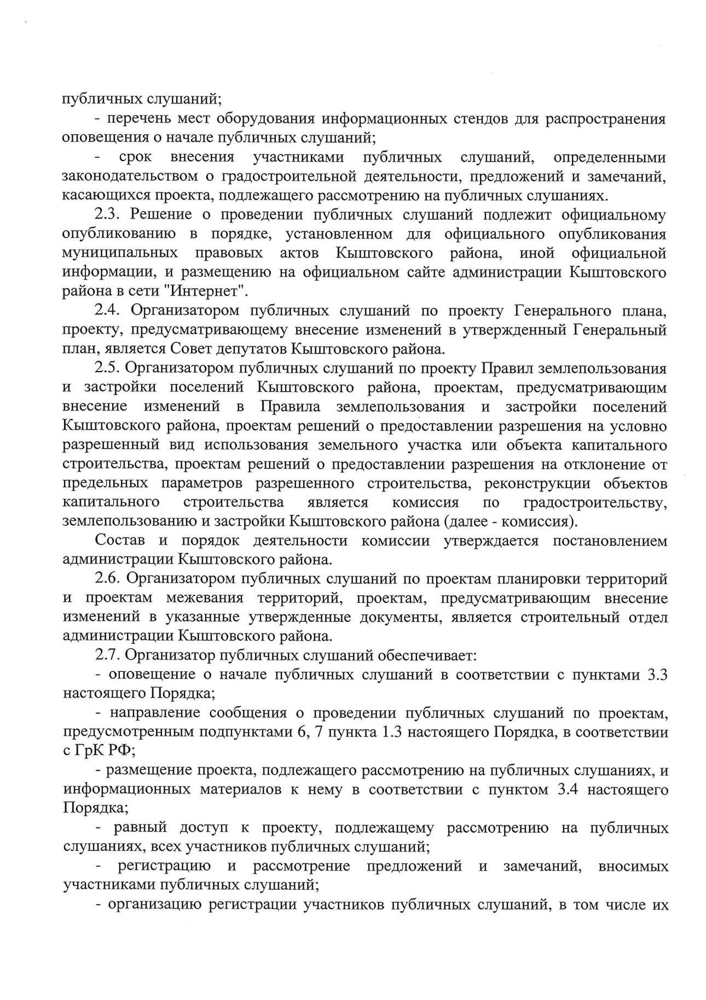 публичных слушаний;
- перечень мест оборудования информационных стендов для распространения
оповещения о начале публичных слушаний;
- срок внесения участниками публичных слушаний, определенными
законодательством о градостроительной деятельности, предложений и замечаний,
касающихся проекта, подлежащего рассмотрению на публичных слушаниях.
2.3. Решение о проведении публичных слушаний подлежит официальному
опубликованию в порядке, установленном для официального опубликования
муниципальных правовых актов Кыштовского района, иной официальной
информации, и размещению на официальном сайте администрации Кыштовского
района в сети "Интернет".
2.4. Организатором публичных слушаний по проекту Генерального плана,
проекту, предусматривающему внесение изменений в утвержденный Генеральный
план, является Совет депутатов Кыштовского района.
2.5. Организатором публичных слушаний по проекту Правил землепользования
и застройки поселений Кыштовского района, проектам, предусматривающим
внесение изменений в Правила землепользования и застройки поселений
Кыштовского района, проектам решений о предоставлении разрешения на условно
разрешенный вид использования земельного участка или объекта капитального
строительства, проектам решений о предоставлении разрешения на отклонение от
предельных параметров разрешенного строительства, реконструкции объектов
капитального строительства является комиссия по градостроительству,
землепользованию и застройки Кыштовского района (далее - комиссия).
Состав и порядок деятельности комиссии утверждается постановлением
администрации Кыштовского района.
2.6. Организатором публичных слушаний по проектам планировки территорий
и проектам межевания территорий, проектам, предусматривающим внесение
изменений в указанные утвержденные документы, является строительный отдел
администрации Кыштовского района.
2.7. Организатор публичных слушаний обеспечивает:
- оповещение о начале публичных слушаний в соответствии с пунктами 3.3
настоящего Порядка;
- направление сообщения о проведении публичных слушаний по проектам,
предусмотренным подпунктами 6, 7 пункта 1.3 настоящего Порядка, в соответствии
с ГрК РФ;
- размещение проекта, подлежащего рассмотрению на публичных слушаниях, и
информационных материалов к нему в соответствии с пунктом 3.4 настоящего
Порядка;
- равный доступ к проекту, подлежащему рассмотрению на публичных
слушаниях, всех участников публичных слушаний;
- регистрацию и рассмотрение предложений и замечаний, вносимых
участниками публичных слушаний;
- организацию регистрации участников публичных слушаний, в том числе их